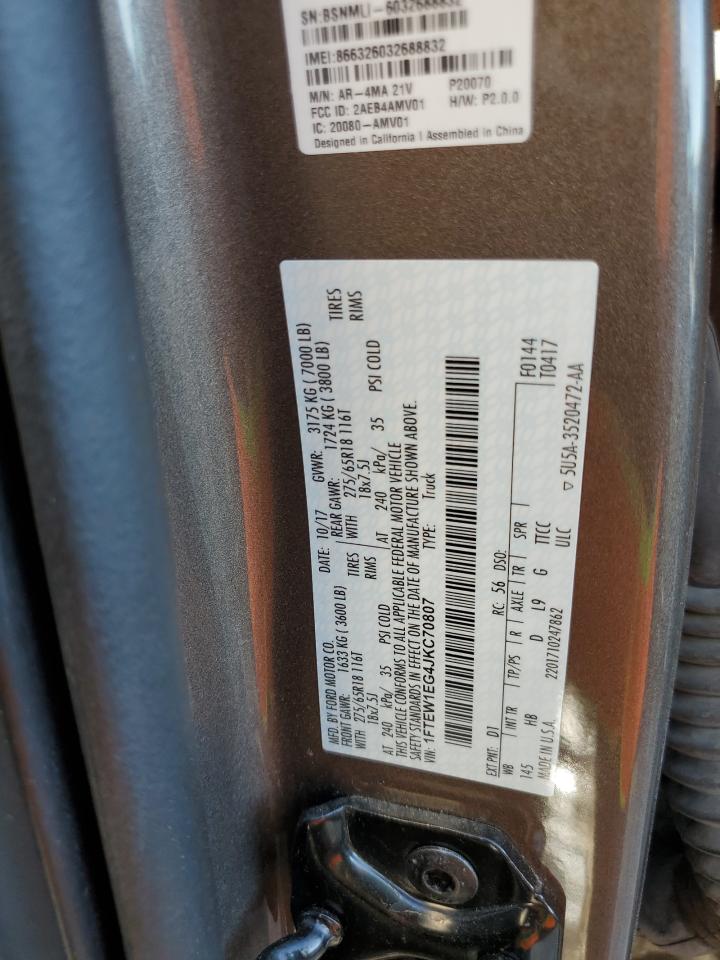 SN:BSNMLI-6032688832
IMEI:866326032688832
M/N: AR-4MA 21V P20070
FCC ID: 2AEB4AMV01 H/W: P2.0.0
IC: 20080-AMV01
Designed in California | Assembled in China
MFD. BY FORD MOTOR CO.
DATE: 10/17 GVWR: 3175 KG ( 7000 LB)
FRONT GAWR: 1633 KG ( 3600 LB) REAR GAWR: 1724 KG ( 3800 LB)
WITH 275/65R18 116T TIRES WITH 275/65R18 116T TIRES
18x7.5J RIMS 18x7.5J RIMS
AT 240 kPa/ 35 PSI COLD AT 240 kPa/ 35 PSI COLD
THIS VEHICLE CONFORMS TO ALL APPLICABLE FEDERAL MOTOR VEHICLE
SAFETY STANDARDS IN EFFECT ON THE DATE OF MANUFACTURE SHOWN ABOVE.
VIN: 1FTEW1EG4JKC70807 TYPE: Truck
EXT PNT: D1 RC: 56 DSO: F0144
WB INT TR TP/PS R AXLE TR SPR T0417
145 HB D L9 G TTCC
ULC
MADE IN U.S.A. 2201710247862 ▽ 5U5A-3520472-AA